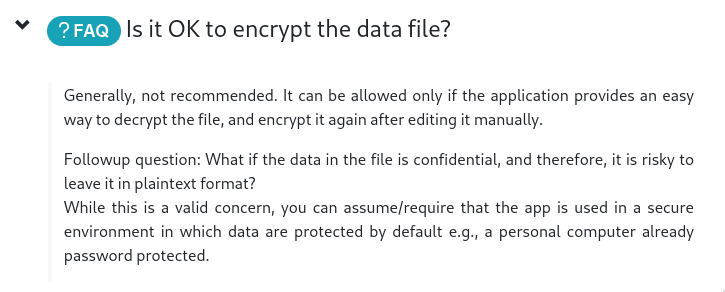 ? FAQ Is it OK to encrypt the data file?
Generally, not recommended. It can be allowed only if the application provides an easy
way to decrypt the file, and encrypt it again after editing it manually.
Followup question: What if the data in the file is confidential, and therefore, it is risky to
leave it in plaintext format?
While this is a valid concern, you can assume/require that the app is used in a secure
environment in which data are protected by default e.g., a personal computer already
password protected.